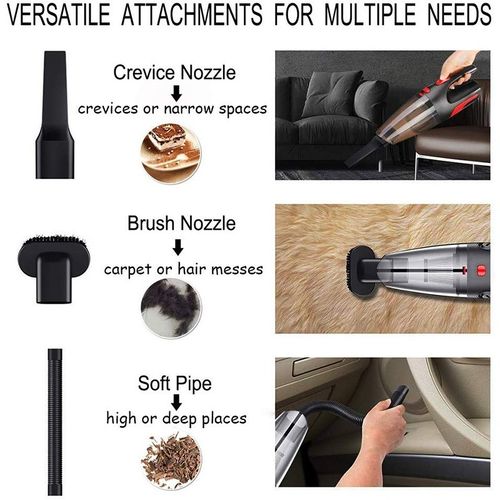 VERSATILE ATTACHMENTS FOR MULTIPLE NEEDS
Crevice Nozzle
crevices or narrow spaces
Brush Nozzle
carpet or hair messes
Soft Pipe
high or deep places